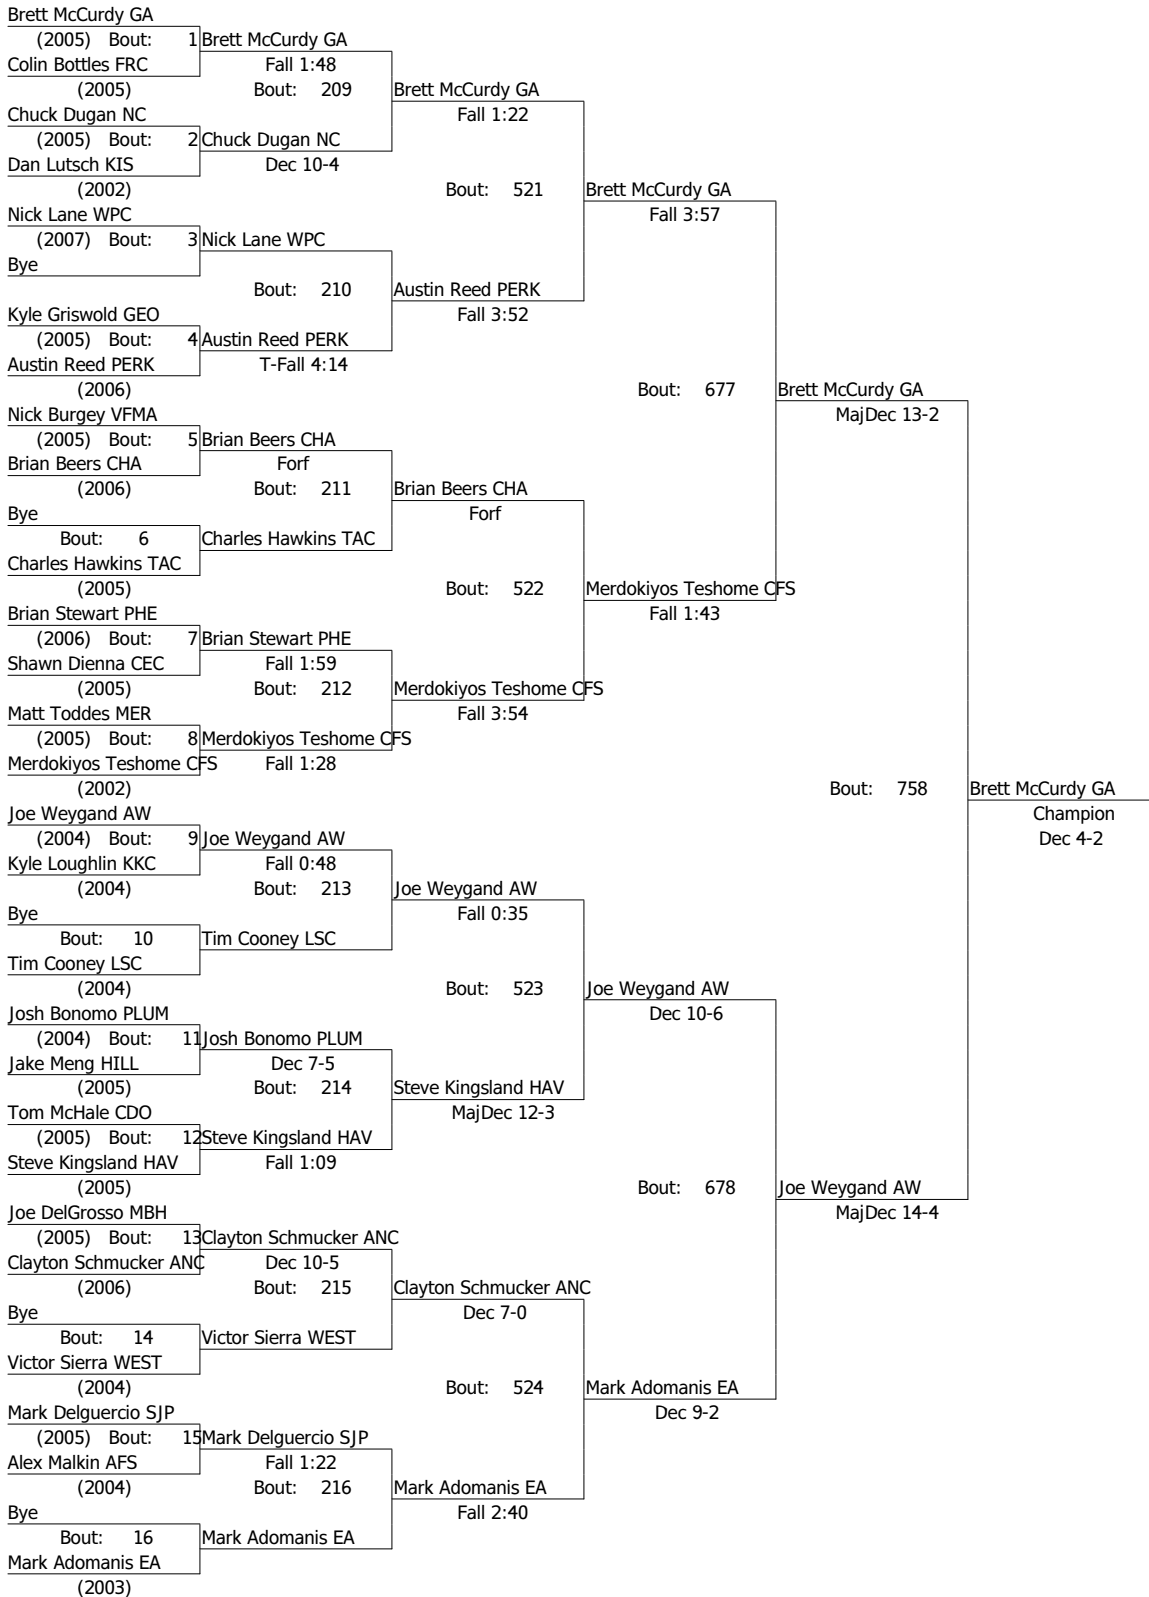 Brett McCurdy GA
(2005) Bout: 1 Brett McCurdy GA
Colin Bottles FRC Fall 1:48
(2005) Bout: 209 Brett McCurdy GA
Chuck Dugan NC Fall 1:22
(2005) Bout: 2 Chuck Dugan NC
Dan Lutsch KIS Dec 10-4
(2002) Bout: 521 Brett McCurdy GA
Nick Lane WPC Fall 3:57
(2007) Bout: 3 Nick Lane WPC
Bye
Bout: 210 Austin Reed PERK
Kyle Griswold GEO Fall 3:52
(2005) Bout: 4 Austin Reed PERK
Austin Reed PERK T-Fall 4:14
(2006) Bout: 677 Brett McCurdy GA
Nick Burgey VFMA MajDec 13-2
(2005) Bout: 5 Brian Beers CHA
Brian Beers CHA Forf
(2006) Bout: 211 Brian Beers CHA
Bye Forf
Bout: 6 Charles Hawkins TAC
Charles Hawkins TAC
(2005) Bout: 522 Merdokiyos Teshome CFS
Brian Stewart PHE Fall 1:43
(2006) Bout: 7 Brian Stewart PHE
Shawn Dienna CEC Fall 1:59
(2005) Bout: 212 Merdokiyos Teshome CFS
Matt Toddes MER Fall 3:54
(2005) Bout: 8 Merdokiyos Teshome CFS
Merdokiyos Teshome CFS Fall 1:28
(2002) Bout: 758 Brett McCurdy GA
Joe Weygand AW Champion
(2004) Bout: 9 Joe Weygand AW Dec 4-2
Kyle Loughlin KKC Fall 0:48
(2004) Bout: 213 Joe Weygand AW
Bye Fall 0:35
Bout: 10 Tim Cooney LSC
Tim Cooney LSC
(2004) Bout: 523 Joe Weygand AW
Josh Bonomo PLUM Dec 10-6
(2004) Bout: 11 Josh Bonomo PLUM
Jake Meng HILL Dec 7-5
(2005) Bout: 214 Steve Kingsland HAV
Tom McHale CDO MajDec 12-3
(2005) Bout: 12 Steve Kingsland HAV
Steve Kingsland HAV Fall 1:09
(2005) Bout: 678 Joe Weygand AW
Joe DelGrosso MBH MajDec 14-4
(2005) Bout: 13 Clayton Schmucker ANC
Clayton Schmucker ANC Dec 10-5
(2006) Bout: 215 Clayton Schmucker ANC
Bye Dec 7-0
Bout: 14 Victor Sierra WEST
Victor Sierra WEST
(2004) Bout: 524 Mark Adomanis EA
Mark Delguercio SJP Dec 9-2
(2005) Bout: 15 Mark Delguercio SJP
Alex Malkin AFS Fall 1:22
(2004) Bout: 216 Mark Adomanis EA
Bye Fall 2:40
Bout: 16 Mark Adomanis EA
Mark Adomanis EA
(2003)